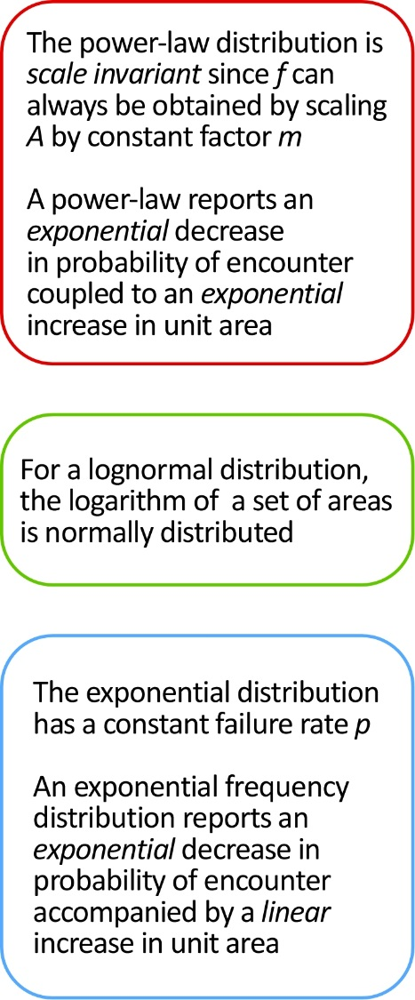 The power-law distribution is
scale invariant since f can
always be obtained by scaling
A by constant factor m
A power-law reports an
exponential decrease
in probability of encounter
coupled to an exponential
increase in unit area
For a lognormal distribution,
the logarithm of a set of areas
is normally distributed
The exponential distribution
has a constant failure rate p
An exponential frequency
distribution reports an
exponential decrease in
probability of encounter
accompanied by a linear
increase in unit area